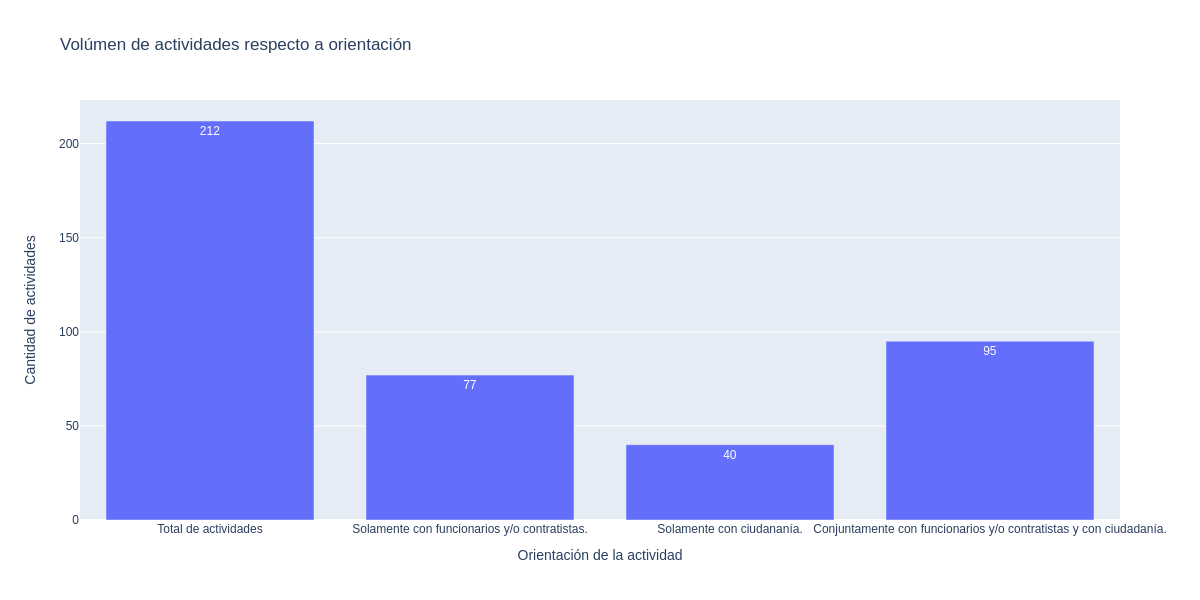 Volúmen de actividades respecto a orientación
Cantidad de actividades
200
150
100
50
0
212
77
40
95
Total de actividades
Solamente con funcionarios y/o contratistas.
Solamente con ciudananía.
Conjuntamente con funcionarios y/o contratistas y con ciudadanía.
Orientación de la actividad